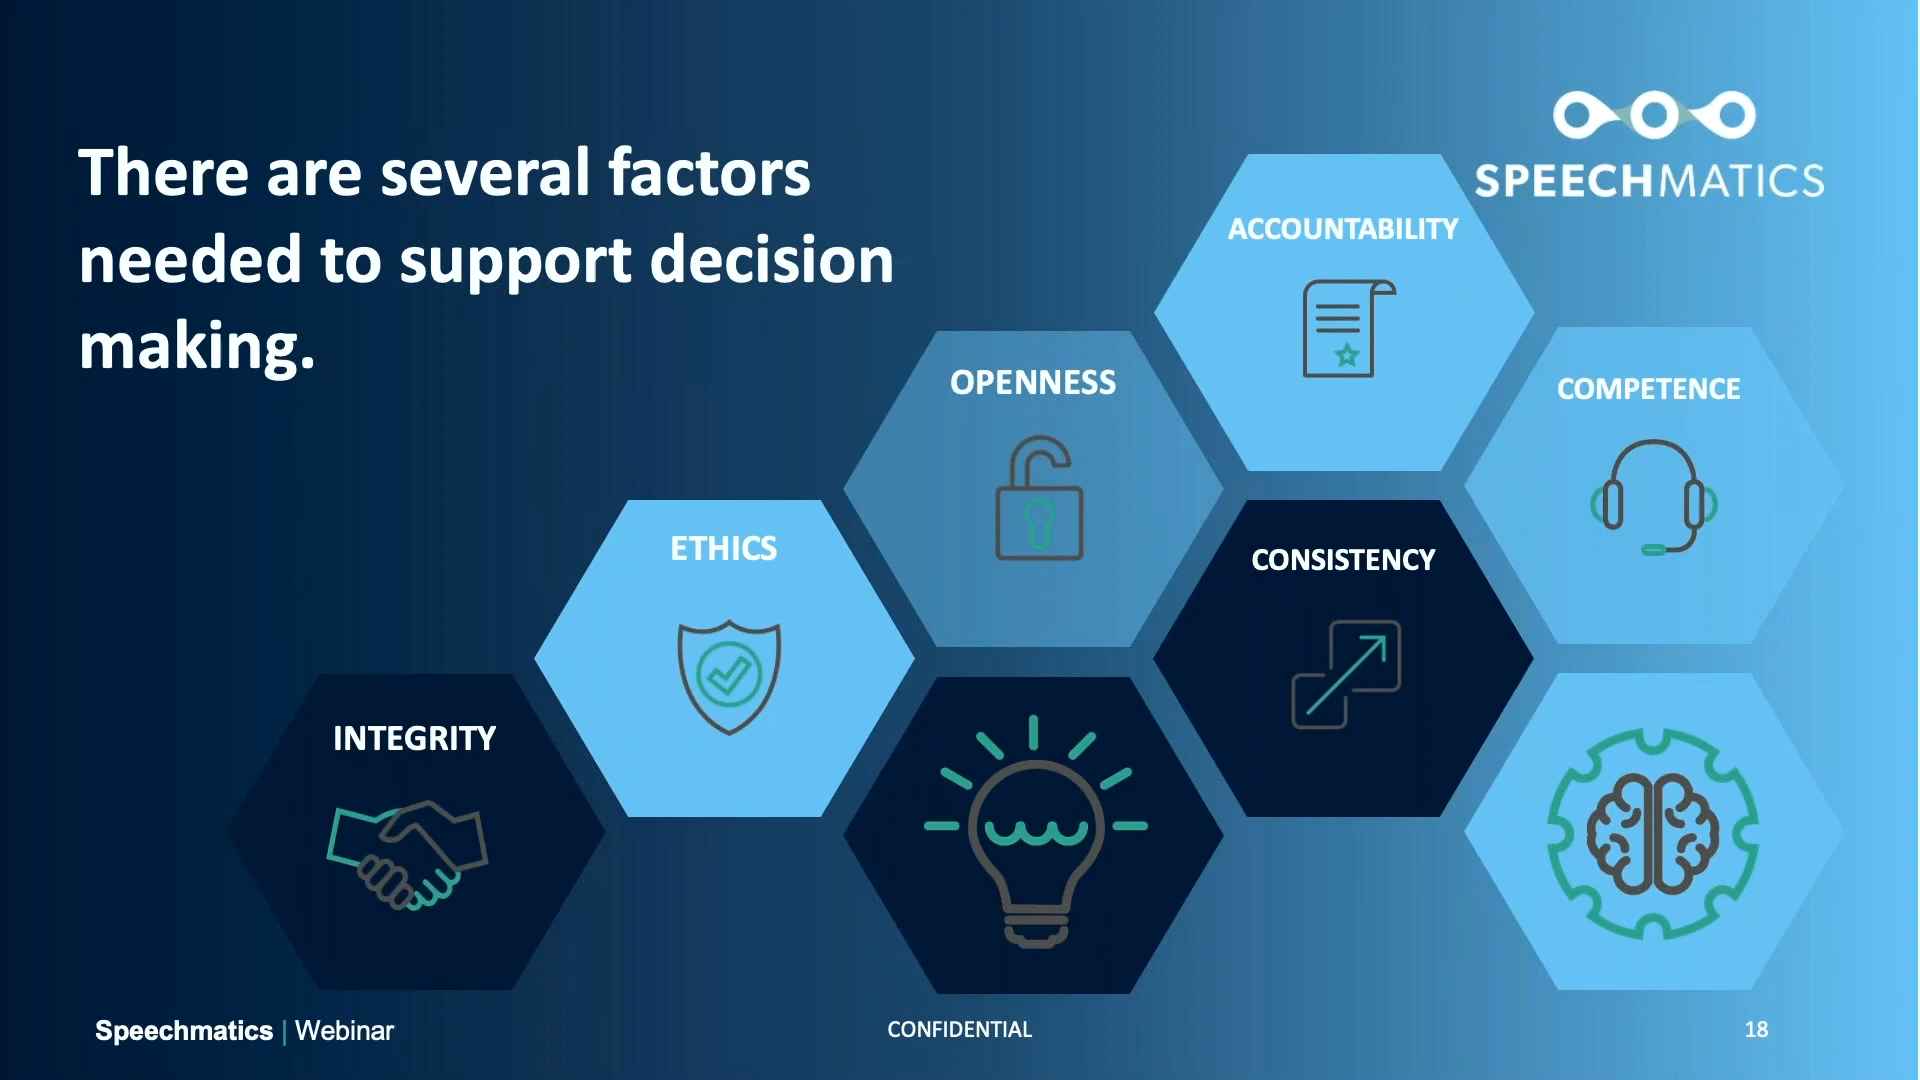 There are several factors
needed to support decision
making.
SPEECHMATICS
ACCOUNTABILITY
OPENNESS
COMPETENCE
ETHICS
CONSISTENCY
INTEGRITY
Speechmatics | Webinar
CONFIDENTIAL
18